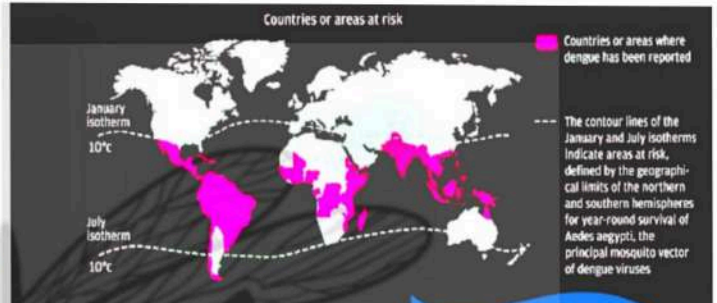 Countries or areas at risk
Countries or areas where
dengue has been reported
January
isotherm
10°c
The contour lines of the
January and July isotherms
indicate areas at risk,
defined by the geographi-
cal limits of the northern
and southern hemispheres
for year-round survival of
Aedes aegypti, the
principal mosquito vector
of dengue viruses
July
isotherm
10°c